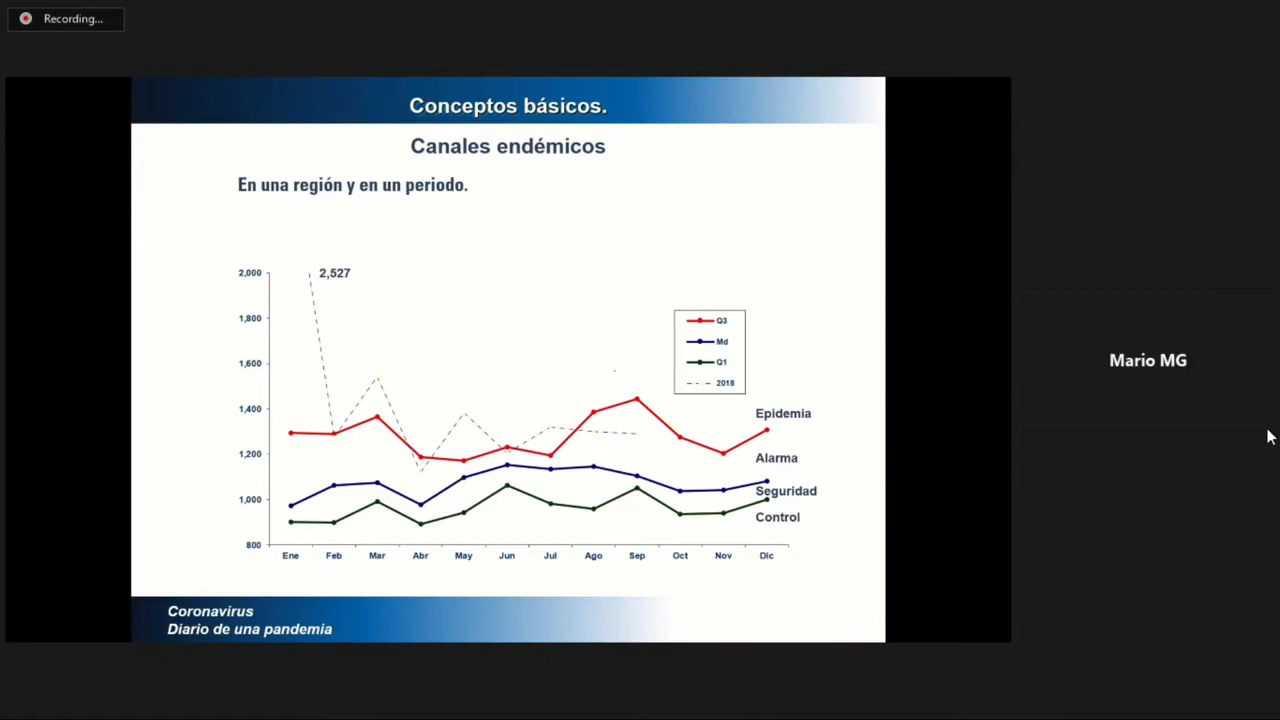 Recording...
Conceptos básicos.
Canales endémicos
En una región y en un periodo.
2,000
1,800
1,600
1,400
1,200
1,000
800
2,527
Q3
Md
Q1
2018
Epidemia
Alarma
Seguridad
Control
Ene Feb Mar Abr May Jun Jul Ago Sep Oct Nov Dic
Coronavirus
Diario de una pandemia
Mario MG